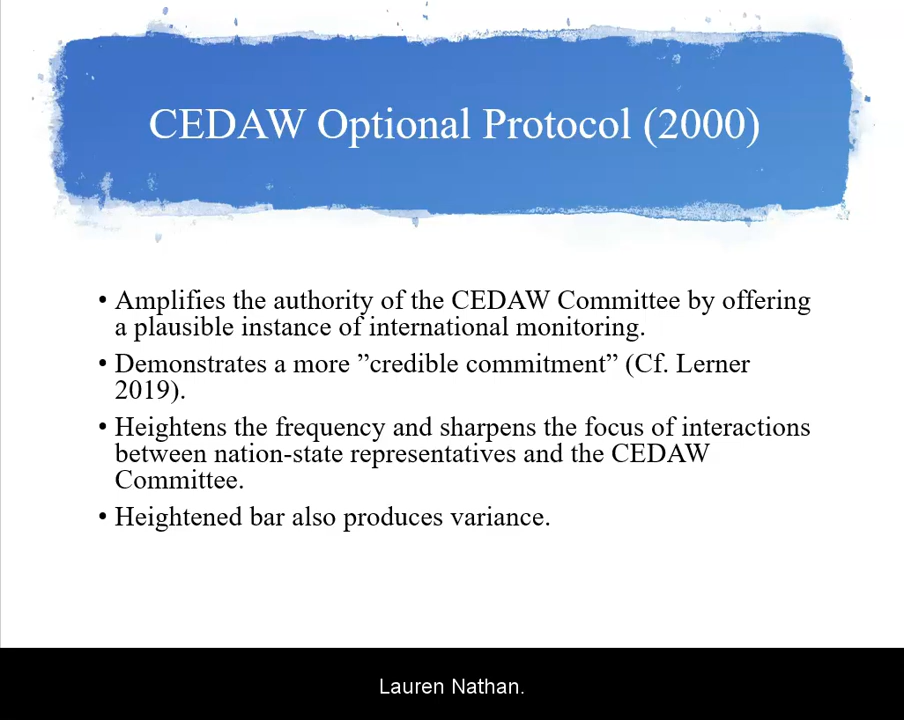 CEDAW Optional Protocol (2000)
• Amplifies the authority of the CEDAW Committee by offering
a plausible instance of international monitoring.
• Demonstrates a more ”credible commitment” (Cf. Lerner
2019).
• Heightens the frequency and sharpens the focus of interactions
between nation-state representatives and the CEDAW
Committee.
• Heightened bar also produces variance.
Lauren Nathan.